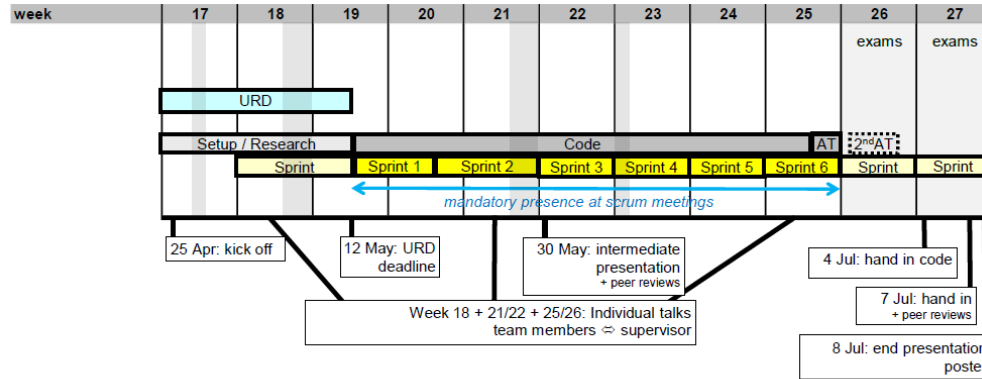 week 17 18 19 20 21 22 23 24 25 26 27
exams exams
URD
Setup / Research Code AT 2ndAT
Sprint Sprint 1 Sprint 2 Sprint 3 Sprint 4 Sprint 5 Sprint 6 Sprint Sprint
mandatory presence at scrum meetings
25 Apr: kick off
12 May: URD
deadline
30 May: intermediate
presentation
+ peer reviews
4 Jul: hand in code
Week 18 + 21/22 + 25/26: Individual talks
team members ⇔ supervisor
7 Jul: hand in
+ peer reviews
8 Jul: end presentation
poste